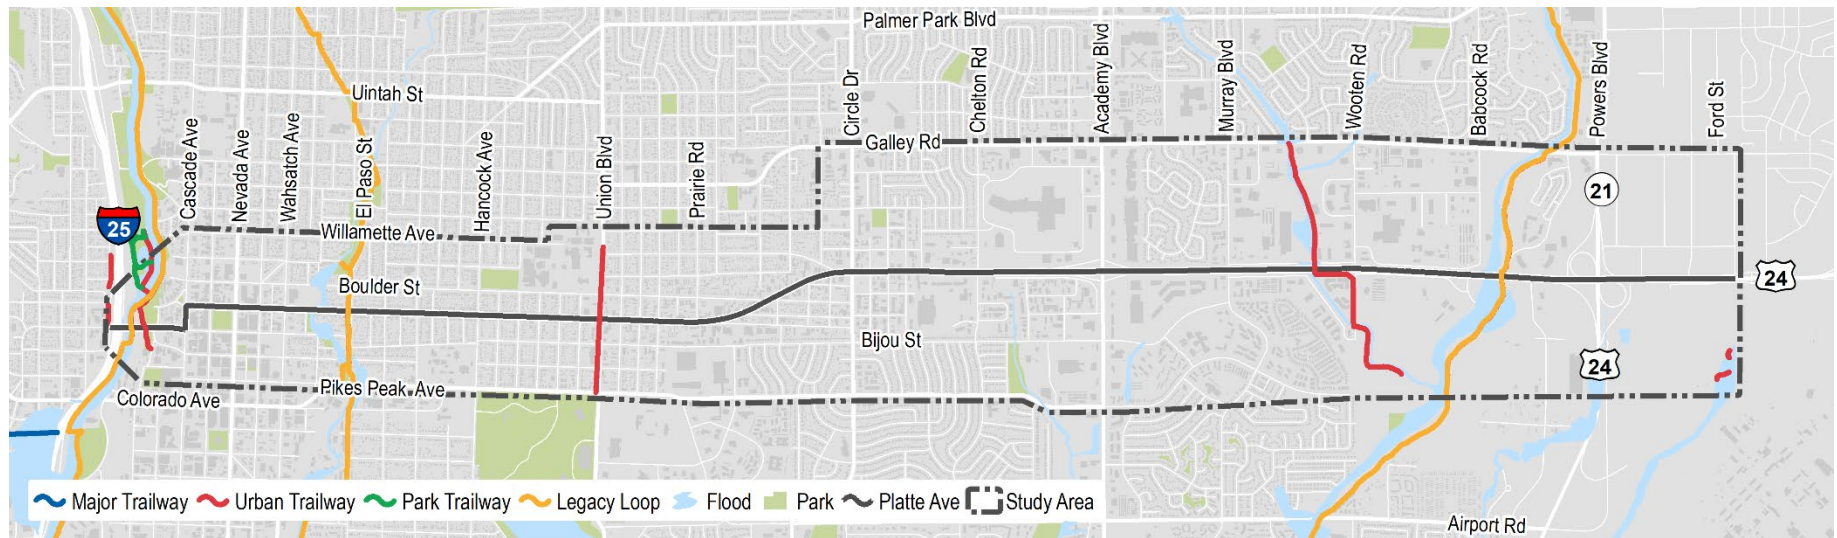 Palmer Park Blvd
Uintah St
Cascade Ave
Nevada Ave
Wahsatch Ave
El Paso St
Hancock Ave
Union Blvd
Prairie Rd
Circle Dr
Chelton Rd
Academy Blvd
Murray Blvd
Wooten Rd
Babcock Rd
Powers Blvd
Ford St
Galley Rd
21
25
Willamette Ave
Boulder St
24
Bijou St
24
Pikes Peak Ave
Colorado Ave
Major Trailway Urban Trailway Park Trailway Legacy Loop Flood Park Platte Ave Study Area
Airport Rd